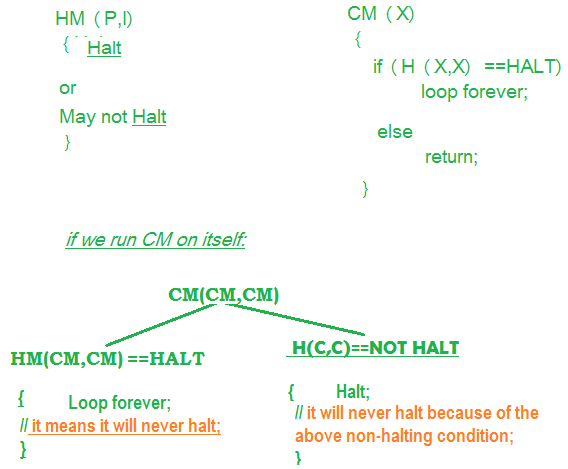 HM ( P,I)
{
Halt
or
May not Halt
}
CM ( X)
{
if ( H ( X,X) ==HALT)
loop forever;
else
return;
}
if we run CM on itself:
CM(CM,CM)
HM(CM,CM) ==HALT
{ Loop forever;
// it means it will never halt;
}
H(C,C)==NOT HALT
{ Halt;
// it will never halt because of the
above non-halting condition;
}